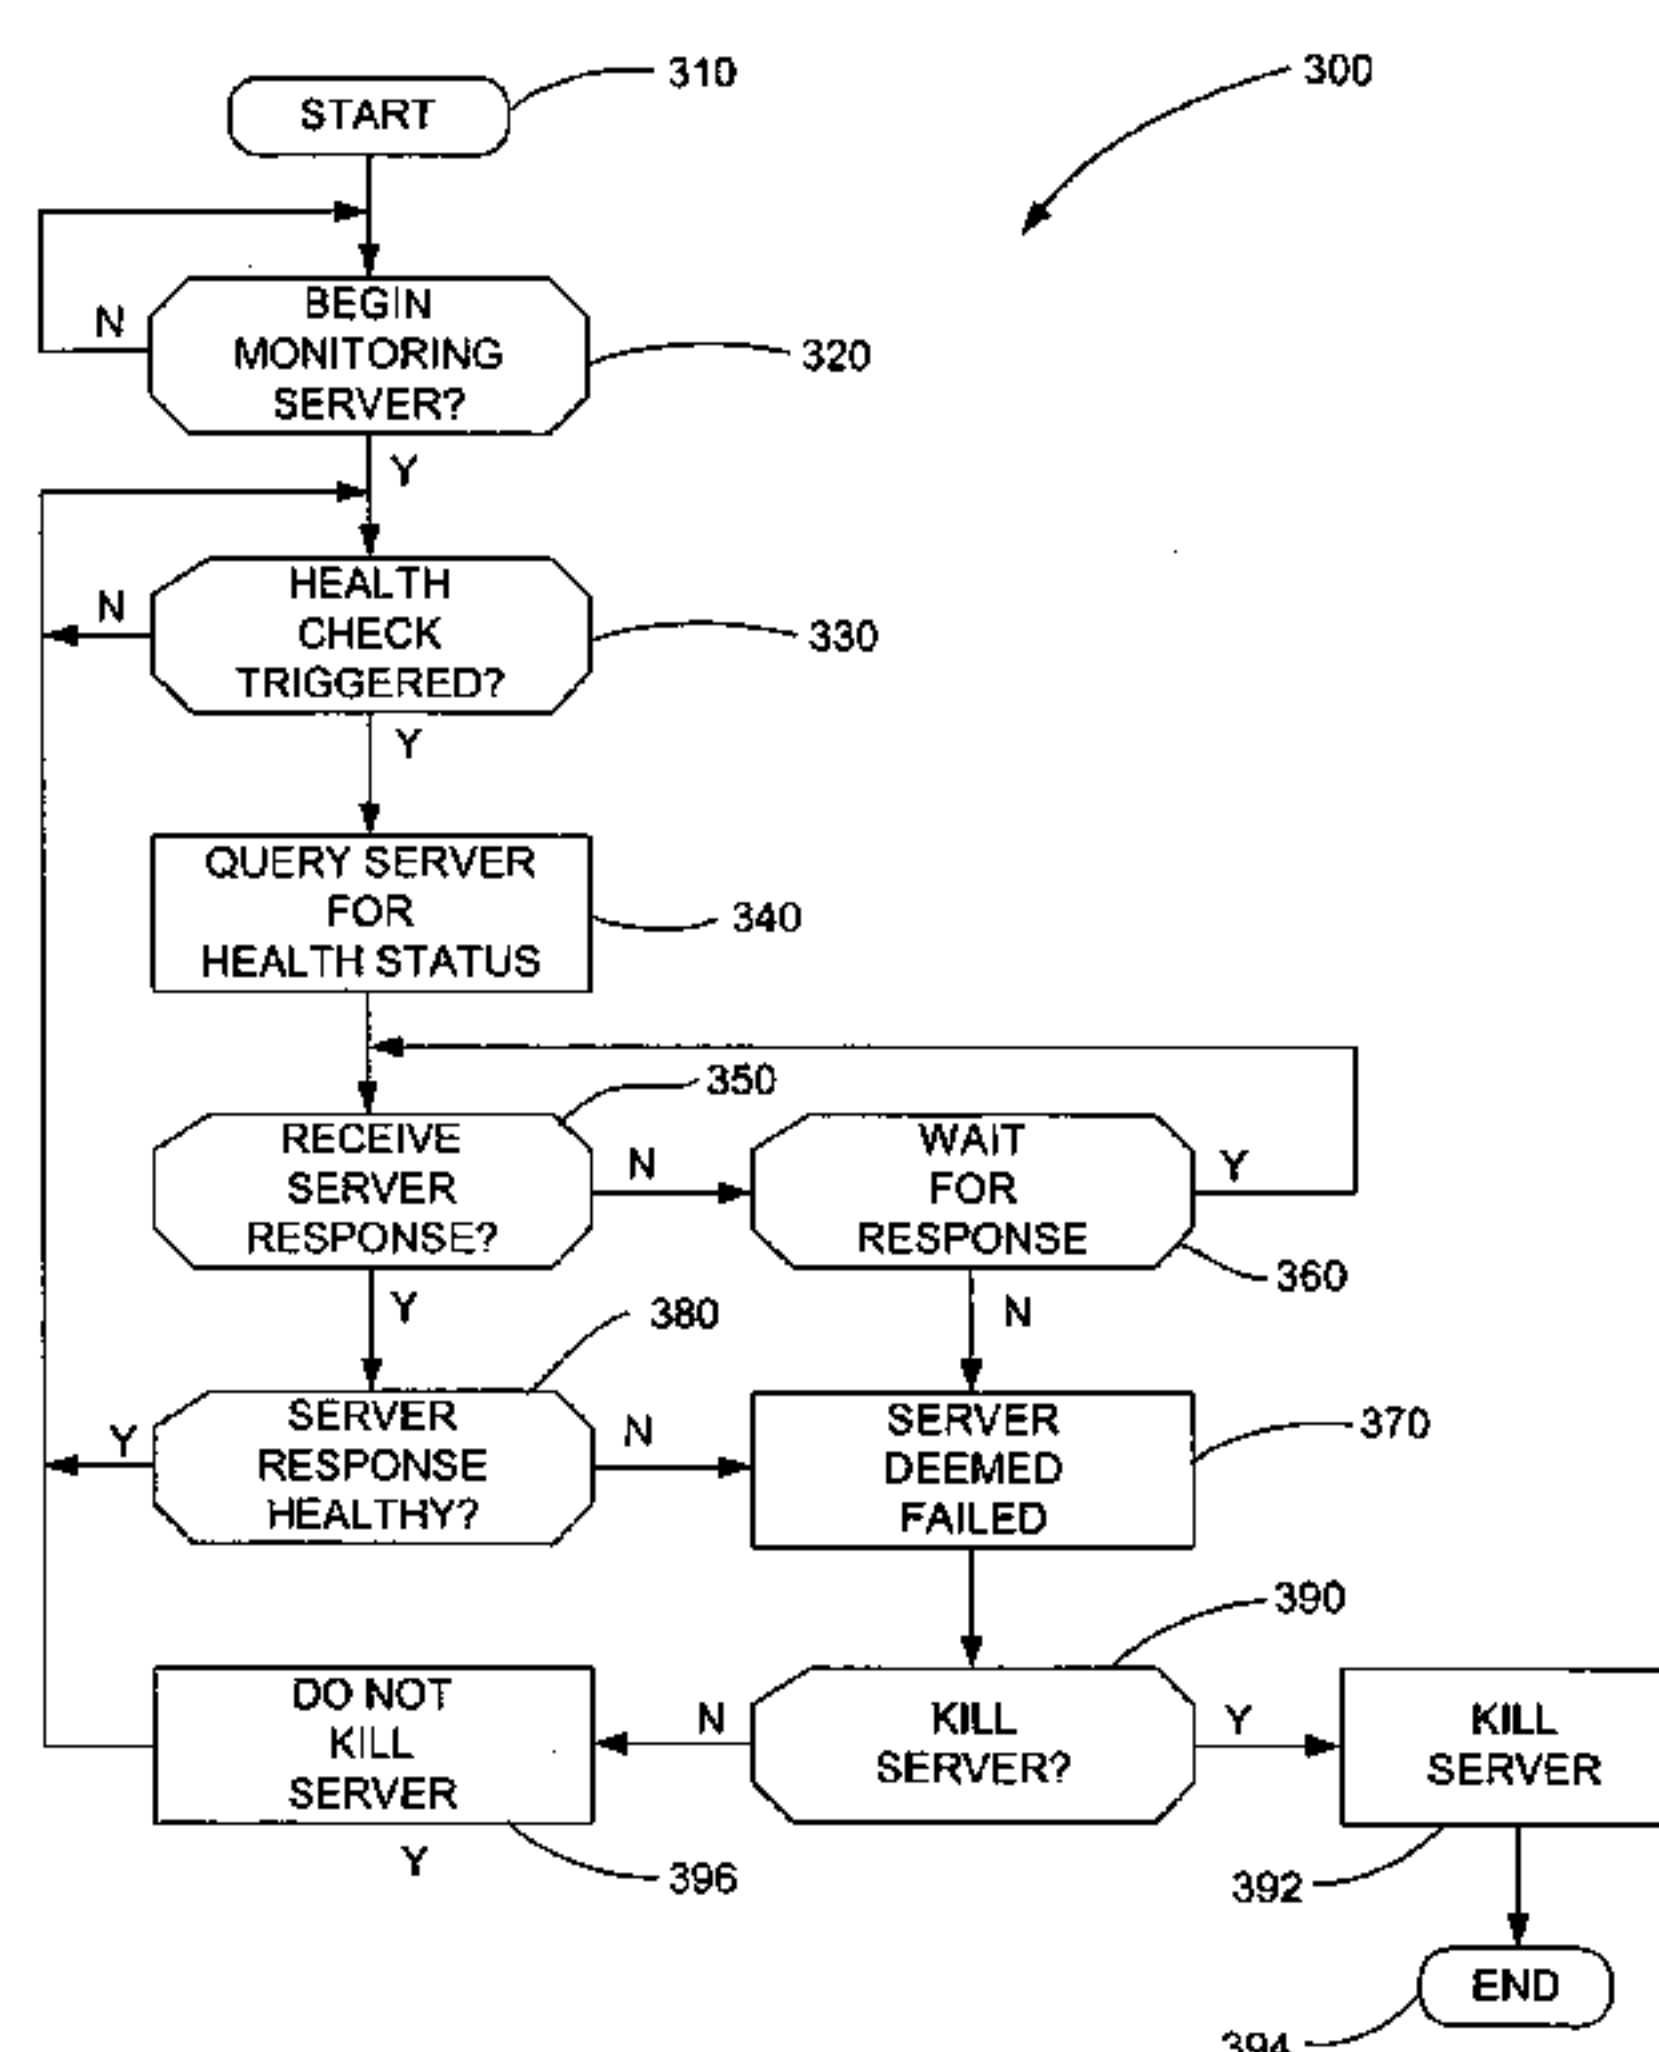 310
300
START
BEGIN
MONITORING
SERVER?
N
320
Y
HEALTH
CHECK
TRIGGERED?
N
330
Y
QUERY SERVER
FOR
HEALTH STATUS
340
350
RECEIVE
SERVER
RESPONSE?
N
WAIT
FOR
RESPONSE
Y
360
Y
380
N
SERVER
RESPONSE
HEALTHY?
Y
N
SERVER
DEEMED
FAILED
370
390
DO NOT
KILL
SERVER
N
KILL
SERVER?
Y
KILL
SERVER
Y
396
392
END
394